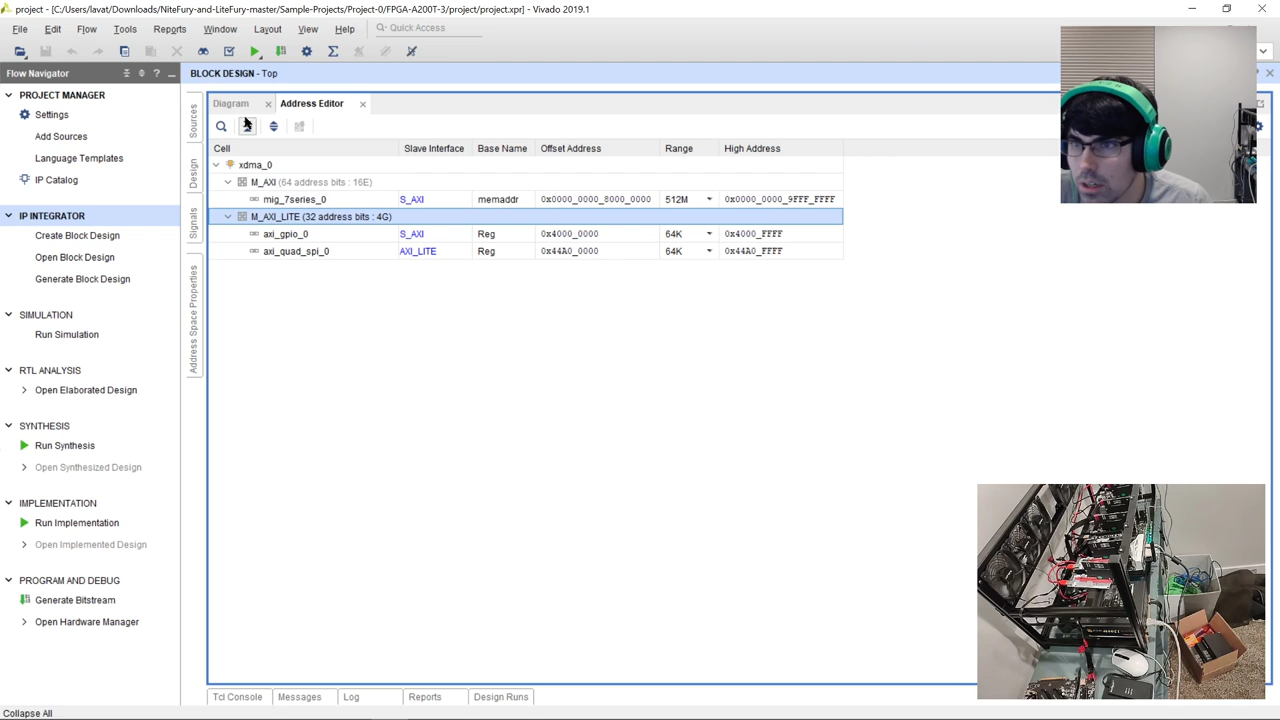 project - [C:/Users/lavat/Downloads/NiteFury-and-LiteFury-master/Sample-Projects/Project-0/FPGA-A200T-3/project/project.xpr] - Vivado 2019.1
File Edit Flow Tools Reports Window Layout View Help Quick Access
Flow Navigator
BLOCK DESIGN - Top
PROJECT MANAGER
Settings
Add Sources
Language Templates
IP Catalog
IP INTEGRATOR
Create Block Design
Open Block Design
Generate Block Design
SIMULATION
Run Simulation
RTL ANALYSIS
Open Elaborated Design
SYNTHESIS
Run Synthesis
Open Synthesized Design
IMPLEMENTATION
Run Implementation
Open Implemented Design
PROGRAM AND DEBUG
Generate Bitstream
Open Hardware Manager
Sources
Design
Signals
Address Space Properties
Diagram Address Editor
Cell Slave Interface Base Name Offset Address Range High Address
xdma_0
M_AXI (64 address bits : 16E)
mig_7series_0 S_AXI memaddr 0x0000_0000_8000_0000 512M 0x0000_0000_9FFF_FFFF
M_AXI_LITE (32 address bits : 4G)
axi_gpio_0 S_AXI Reg 0x4000_0000 64K 0x4000_FFFF
axi_quad_spi_0 AXI_LITE Reg 0x44A0_0000 64K 0x44A0_FFFF
Tcl Console Messages Log Reports Design Runs
Collapse All